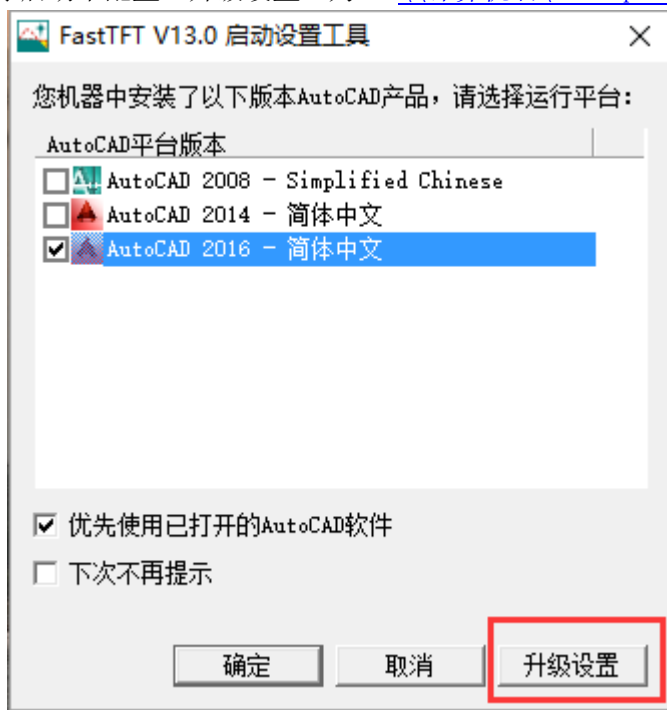 FastTFT V13.0 启动设置工具
您机器中安装了以下版本AutoCAD产品，请选择运行平台：
AutoCAD平台版本
AutoCAD 2008 - Simplified Chinese
AutoCAD 2014 - 简体中文
AutoCAD 2016 - 简体中文
优先使用已打开的AutoCAD软件
下次不再提示
确定 取消 升级设置